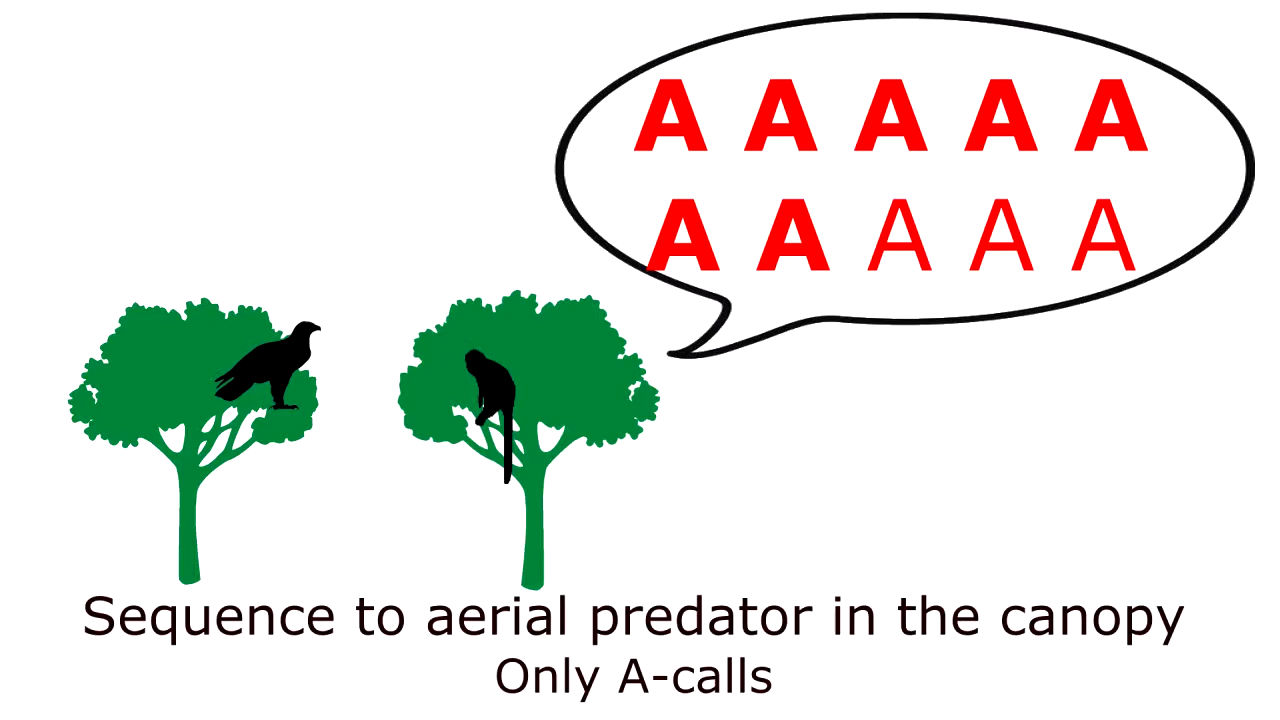 A A A A A
A A A A A
Sequence to aerial predator in the canopy
Only A-calls